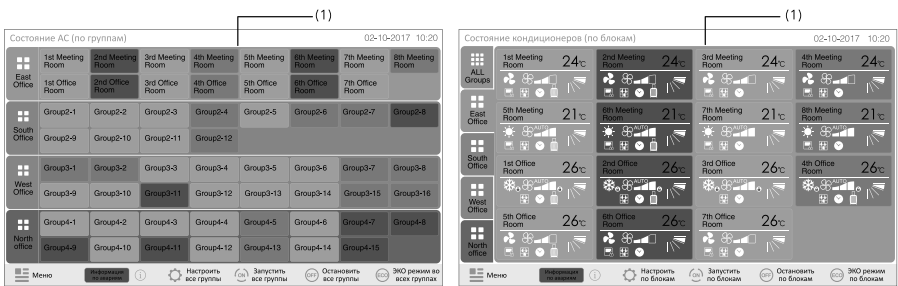 (1)
Состояние AC (по группам) 02-10-2017 10:20
East Office
1st Meeting Room 2nd Meeting Room 3rd Meeting Room 4th Meeting Room 5th Meeting Room 6th Meeting Room 7th Meeting Room 8th Meeting Room
1st Office Room 2nd Office Room 3rd Office Room 4th Office Room 5th Office Room 6th Office Room 7th Office Room
South Office
Group2-1 Group2-2 Group2-3 Group2-4 Group2-5 Group2-6 Group2-7 Group2-8
Group2-9 Group2-10 Group2-11 Group2-12
West Office
Group3-1 Group3-2 Group3-3 Group3-4 Group3-5 Group3-6 Group3-7 Group3-8
Group3-9 Group3-10 Group3-11 Group3-12 Group3-13 Group3-14 Group3-15 Group3-16
North office
Group4-1 Group4-2 Group4-3 Group4-4 Group4-5 Group4-6 Group4-7 Group4-8
Group4-9 Group4-10 Group4-11 Group4-12 Group4-13 Group4-14 Group4-15
Меню
Информация по авариям
Настроить все группы
ON Запустить все группы
OFF Остановить все группы
ECO ЭКО режим во всех группах
(1)
Состояние кондиционеров (по блокам) 02-10-2017 10:20
ALL Groups
East Office
South Office
West Office
North office
1st Meeting Room 24°C 2nd Meeting Room 24°C 3rd Meeting Room 24°C 4th Meeting Room 24°C
5th Meeting Room 21°C 6th Meeting Room 21°C 7th Meeting Room 21°C 8th Meeting Room 21°C
AUTO AUTO AUTO AUTO
1st Office Room 26°C 2nd Office Room 26°C 3rd Office Room 26°C 4th Office Room 26°C
5th Office Room 26°C 6th Office Room 26°C 7th Office Room 26°C
Меню
Информация по авариям
Настроить по блокам
ON Запустить по блокам
OFF Остановить по блокам
ECO ЭКО режим по блокам